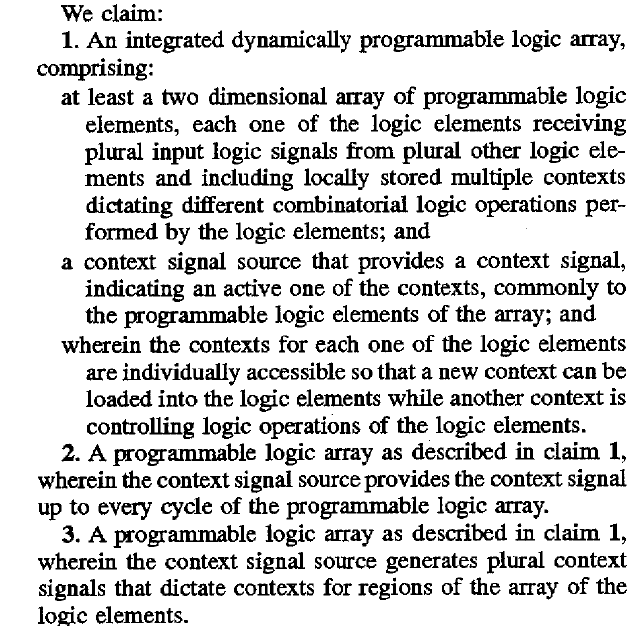 We claim:
1. An integrated dynamically programmable logic array,
comprising:
at least a two dimensional array of programmable logic
elements, each one of the logic elements receiving
plural input logic signals from plural other logic ele-
ments and including locally stored multiple contexts
dictating different combinatorial logic operations per-
formed by the logic elements; and
a context signal source that provides a context signal,
indicating an active one of the contexts, commonly to
the programmable logic elements of the array; and
wherein the contexts for each one of the logic elements
are individually accessible so that a new context can be
loaded into the logic elements while another context is
controlling logic operations of the logic elements.
2. A programmable logic array as described in claim 1,
wherein the context signal source provides the context signal
up to every cycle of the programmable logic array.
3. A programmable logic array as described in claim 1,
wherein the context signal source generates plural context
signals that dictate contexts for regions of the array of the
logic elements.